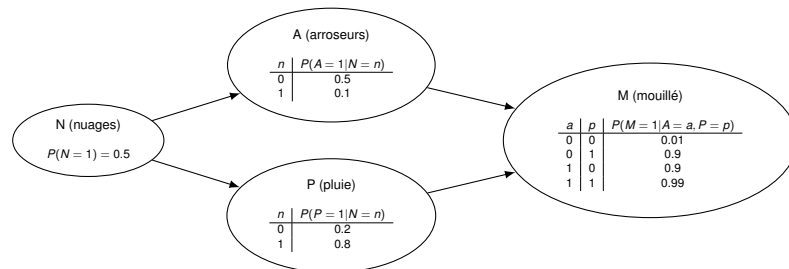 A (arroseurs)
n P(A = 1|N = n)
0 0.5
1 0.1
N (nuages)
P(N = 1) = 0.5
P (pluie)
n P(P = 1|N = n)
0 0.2
1 0.8
M (mouillé)
a p P(M = 1|A = a, P = p)
0 0 0.01
0 1 0.9
1 0 0.9
1 1 0.99